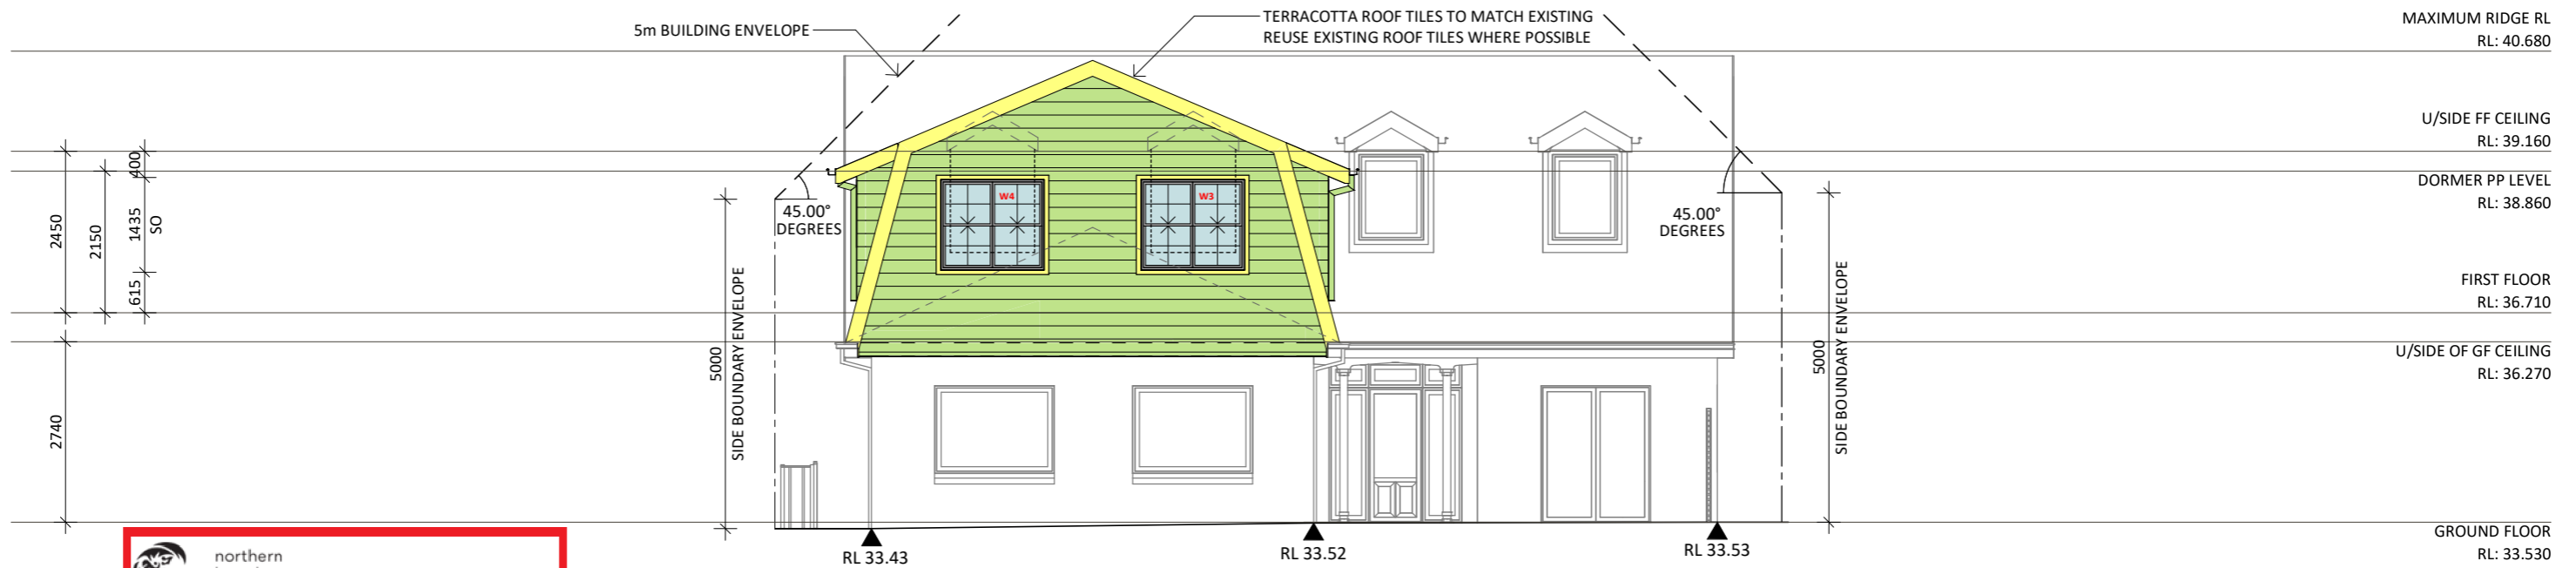 5m BUILDING ENVELOPE
TERRACOTTA ROOF TILES TO MATCH EXISTING
REUSE EXISTING ROOF TILES WHERE POSSIBLE
MAXIMUM RIDGE RL
RL: 40.680
U/SIDE FF CEILING
RL: 39.160
DORMER PP LEVEL
RL: 38.860
FIRST FLOOR
RL: 36.710
U/SIDE OF GF CEILING
RL: 36.270
GROUND FLOOR
RL: 33.530
2450
2150
400
1435
SO
615
2740
5000
SIDE BOUNDARY ENVELOPE
45.00°
DEGREES
W4
W3
45.00°
DEGREES
5000
SIDE BOUNDARY ENVELOPE
RL 33.43
RL 33.52
RL 33.53
northern